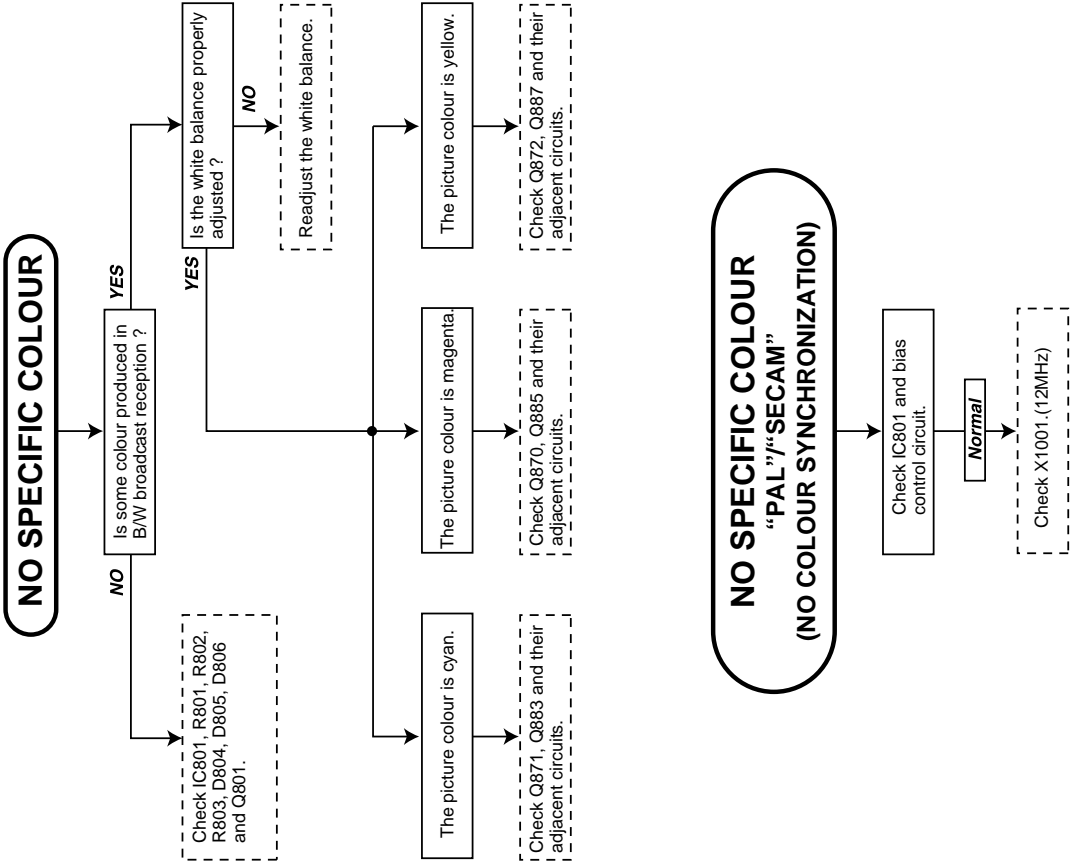 NO SPECIFIC COLOUR
Is some colour produced in
B/W broadcast reception ?
NO
YES
Check IC801, R801, R802,
R803, D804, D805, D806
and Q801.
Is the white balance properly
adjusted ?
YES
NO
Readjust the white balance.
The picture colour is cyan.
The picture colour is magenta.
The picture colour is yellow.
Check Q871, Q883 and their
adjacent circuits.
Check Q870, Q885 and their
adjacent circuits.
Check Q872, Q887 and their
adjacent circuits.
NO SPECIFIC COLOUR
“PAL”/“SECAM”
(NO COLOUR SYNCHRONIZATION)
Check IC801 and bias
control circuit.
Normal
Check X1001.(12MHz)